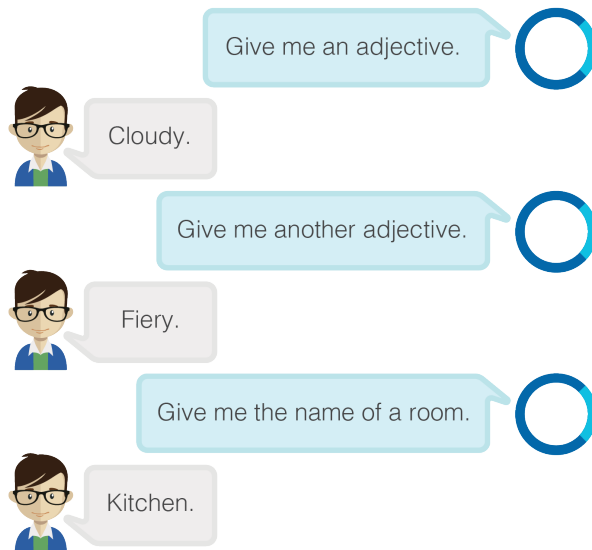 Give me an adjective.
Cloudy.
Give me another adjective.
Fiery.
Give me the name of a room.
Kitchen.